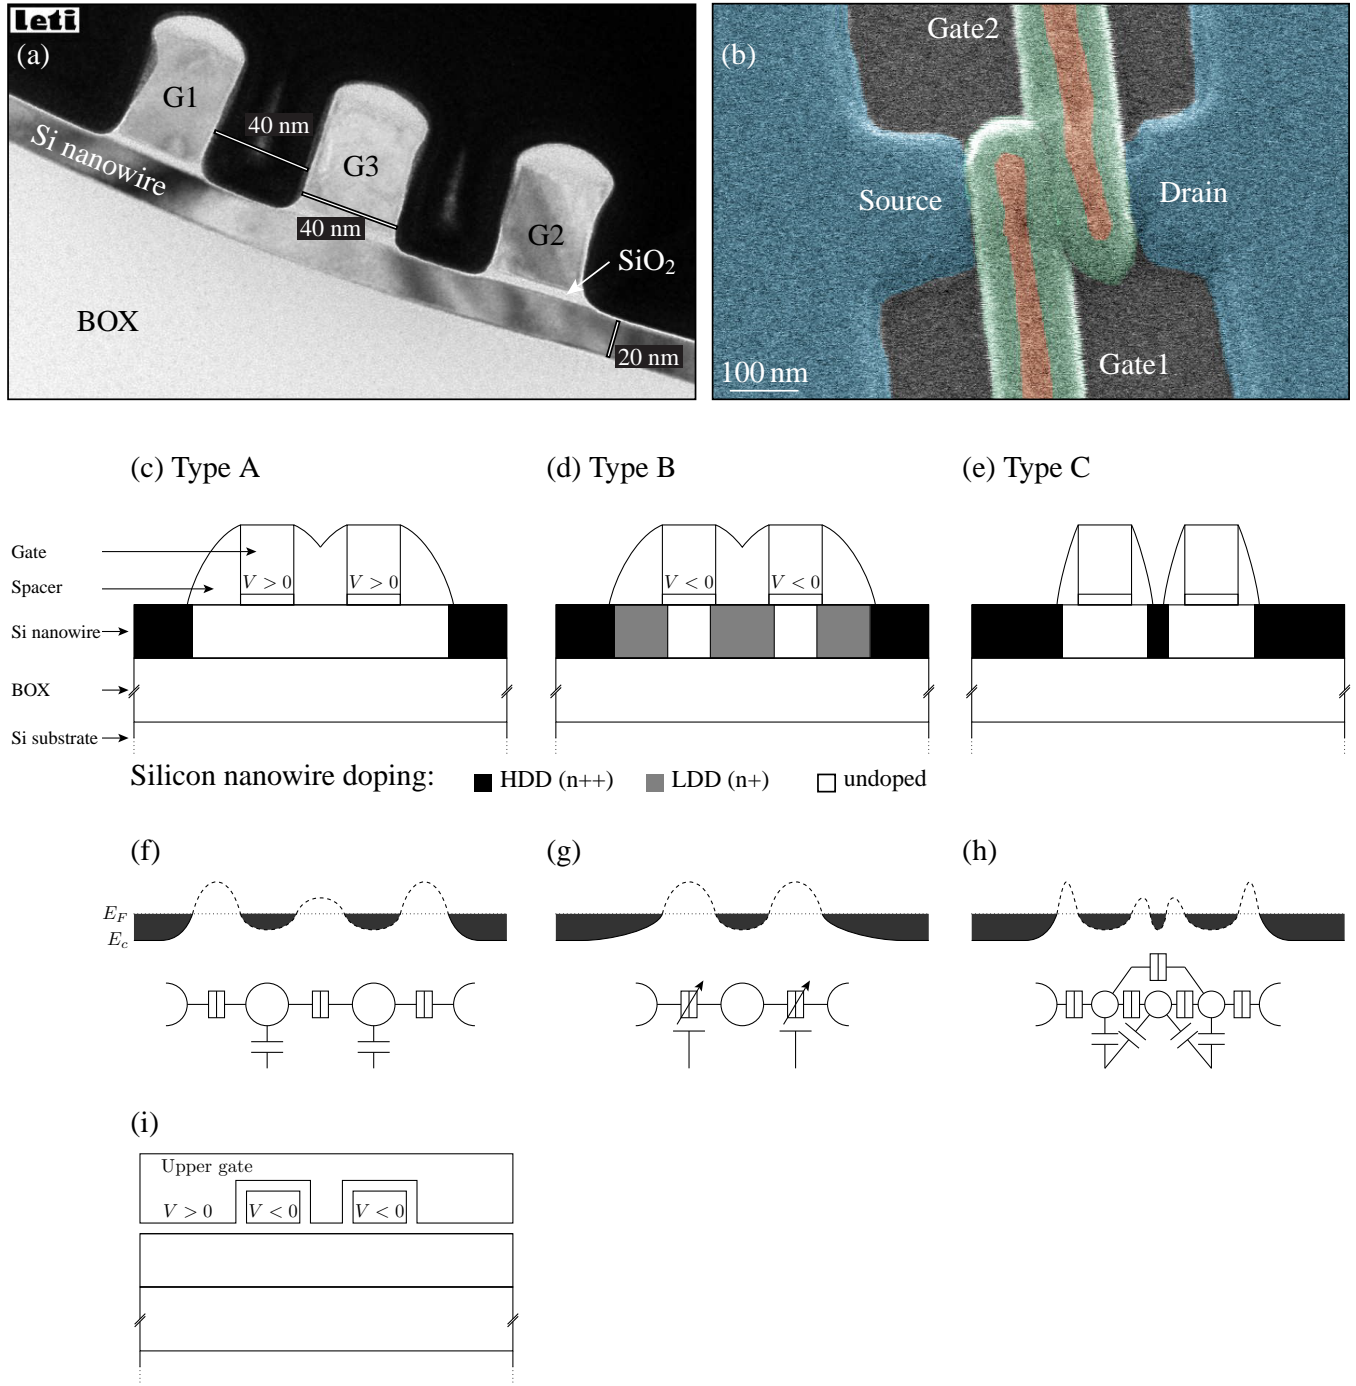 leti
(a)
G1
40 nm
Si nanowire
G3
40 nm
G2
SiO₂
BOX
20 nm
(b)
Gate2
Source
Drain
Gate1
100 nm
(c) Type A
(d) Type B
(e) Type C
Gate
Spacer
Si nanowire
BOX
Si substrate
V > 0
V > 0
V < 0
V < 0
Silicon nanowire doping:
HDD (n++)
LDD (n+)
undoped
(f)
(g)
(h)
E_F
E_c
(i)
Upper gate
V > 0
V < 0
V < 0